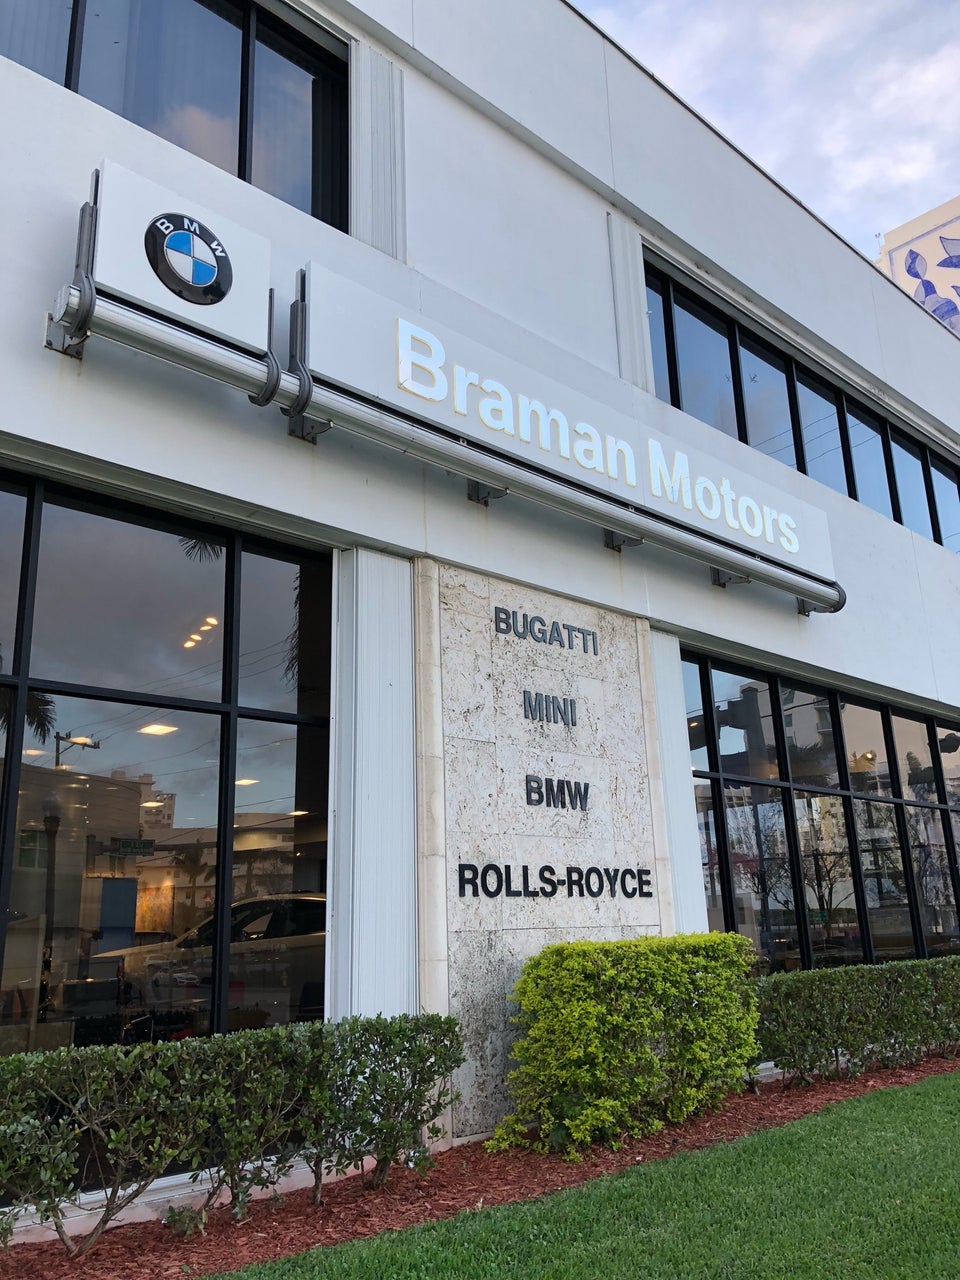 BMW
Braman Motors
BUGATTI
MINI
BMW
ROLLS-ROYCE